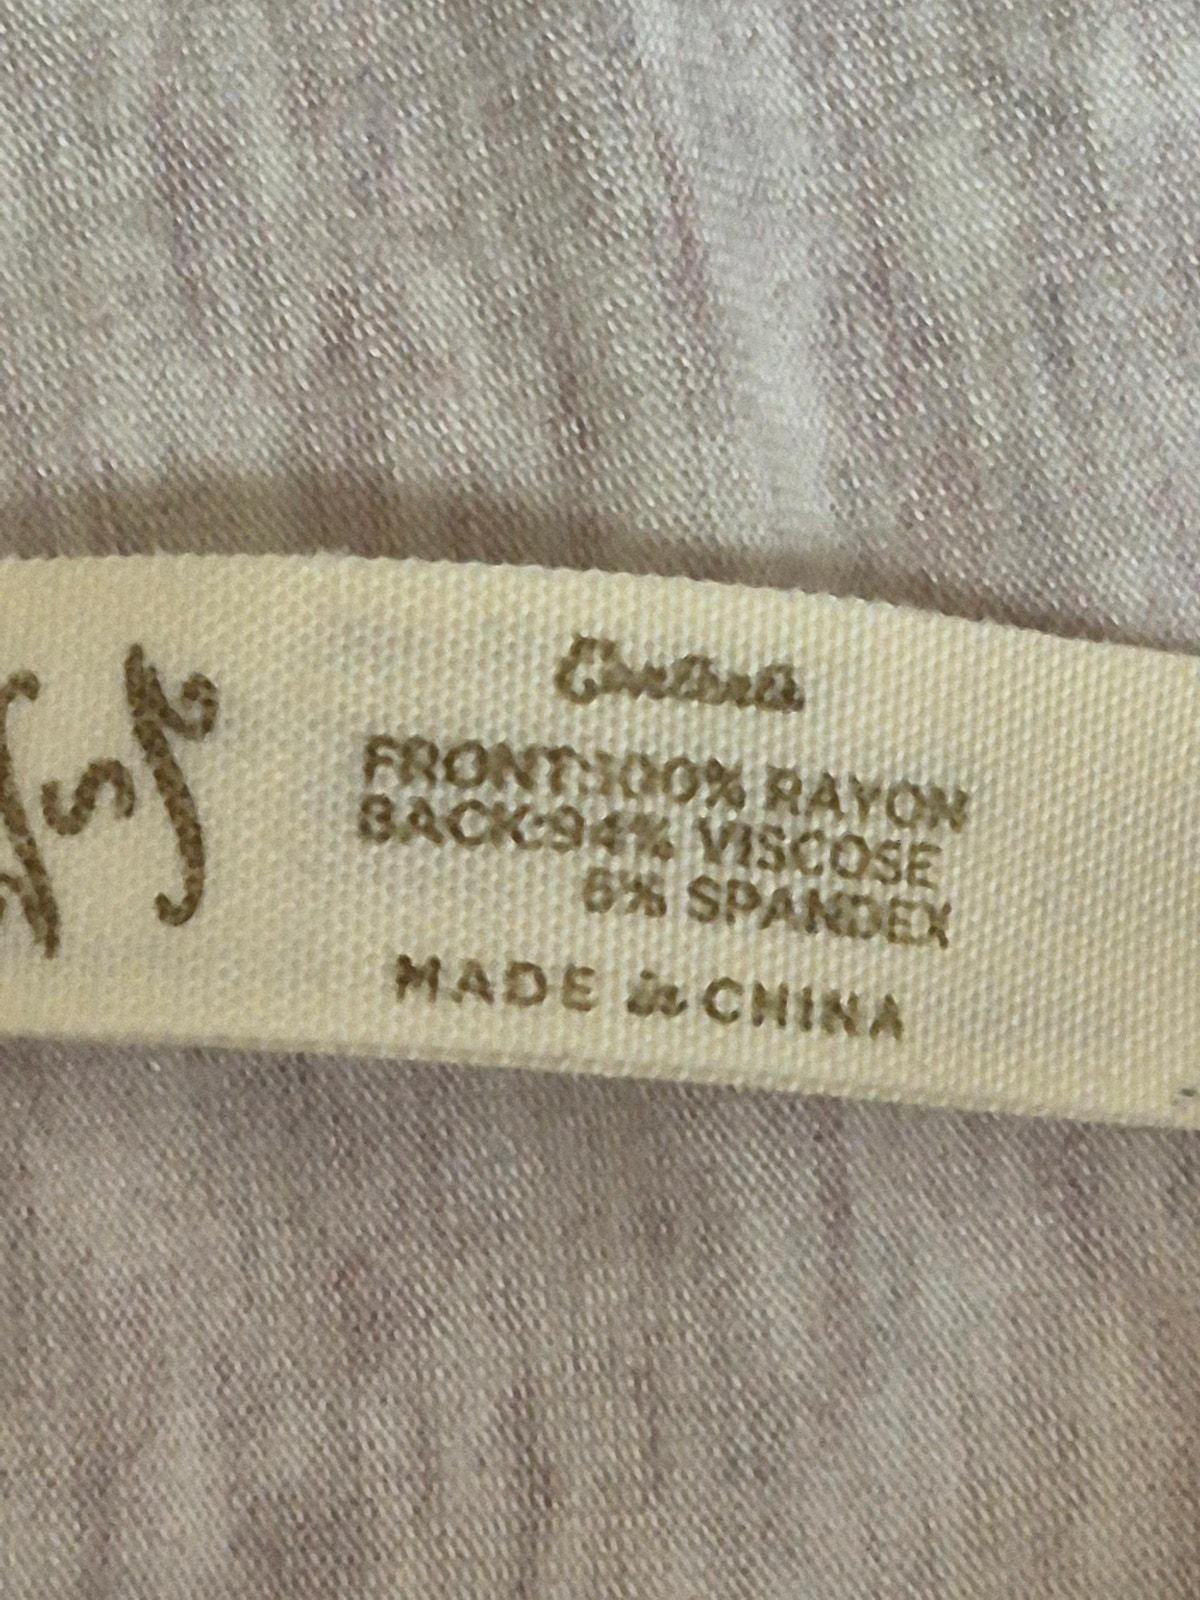 S
FRONT:100% RAYON
BACK:94% VISCOSE
6% SPANDEX
MADE in CHINA